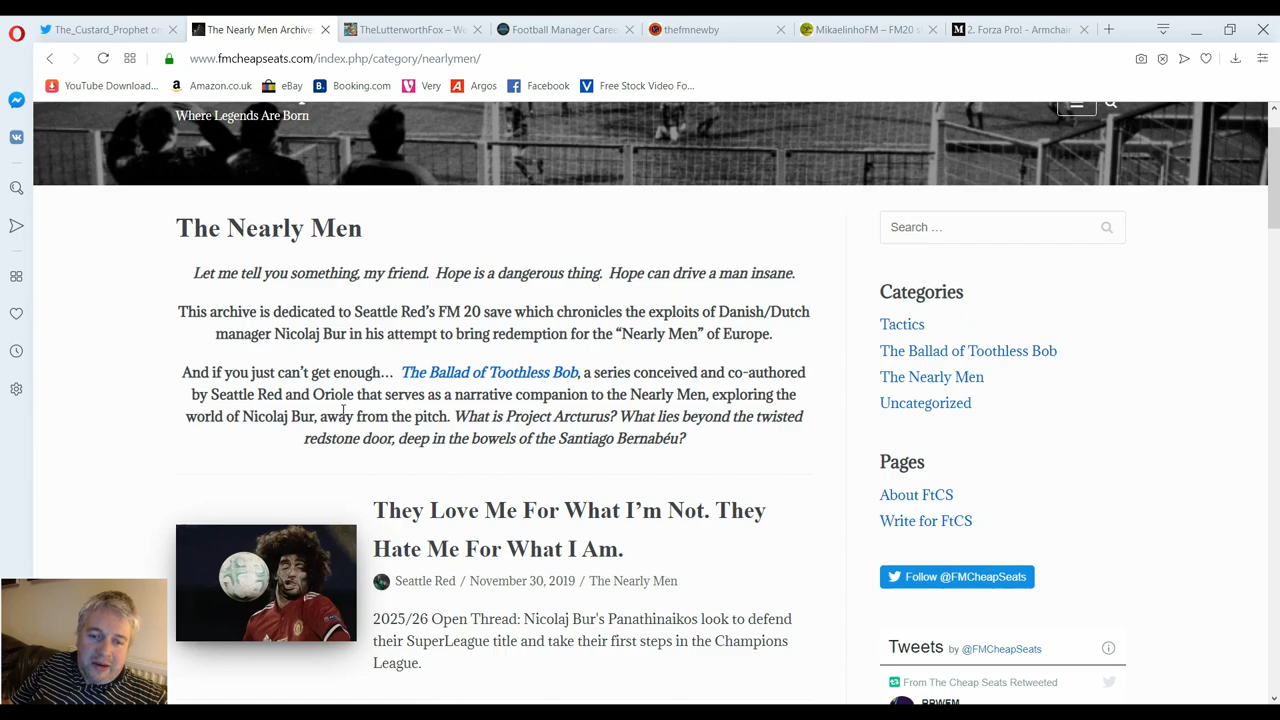 The_Custard_Prophet on
The Nearly Men Archive
TheLutterworthFox – W
Football Manager Caree
thefmnewby
MikaelinhoFM – FM20 s
2. Forza Pro! – Armchair
www.fmcheapseats.com/index.php/category/nearlymen/
YouTube Download...
Amazon.co.uk
eBay
Booking.com
Very
Argos
Facebook
Free Stock Video Fo...
Where Legends Are Born
The Nearly Men
Let me tell you something, my friend. Hope is a dangerous thing. Hope can drive a man insane.
This archive is dedicated to Seattle Red's FM 20 save which chronicles the exploits of Danish/Dutch
manager Nicolaj Bur in his attempt to bring redemption for the “Nearly Men” of Europe.
And if you just can't get enough… The Ballad of Toothless Bob, a series conceived and co-authored
by Seattle Red and Oriole that serves as a narrative companion to the Nearly Men, exploring the
world of Nicolaj Bur, away from the pitch. What is Project Arcturus? What lies beyond the twisted
redstone door, deep in the bowels of the Santiago Bernabéu?
They Love Me For What I'm Not. They
Hate Me For What I Am.
Seattle Red / November 30, 2019 / The Nearly Men
2025/26 Open Thread: Nicolaj Bur's Panathinaikos look to defend
their SuperLeague title and take their first steps in the Champions
League.
Search …
Categories
Tactics
The Ballad of Toothless Bob
The Nearly Men
Uncategorized
Pages
About FtCS
Write for FtCS
Follow @FMCheapSeats
Tweets by @FMCheapSeats
From The Cheap Seats Retweeted